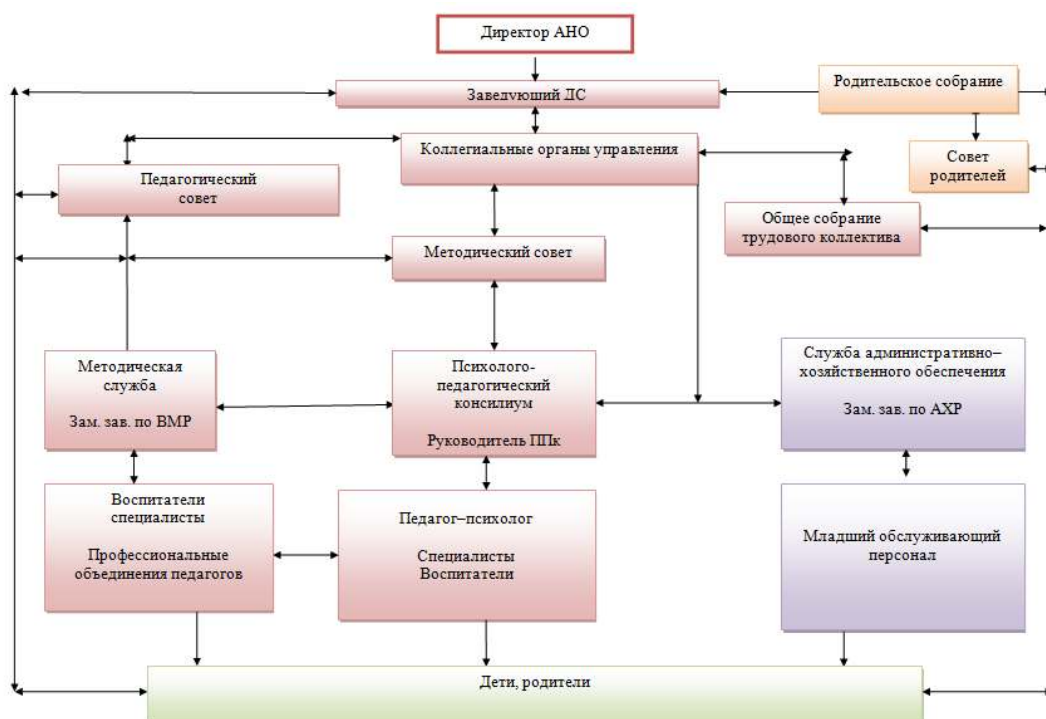 Директор АНО
Заведующий ДС
Родительское собрание
Коллегиальные органы управления
Совет
родителей
Педагогический
совет
Общее собрание
трудового коллектива
Методический совет
Методическая
служба
Зам. зав. по ВМР
Психолого-
педагогический
консилиум
Руководитель ППк
Служба административно–
хозяйственного обеспечения
Зам. зав. по АХР
Воспитатели
специалисты
Профессиональные
объединения педагогов
Педагог–психолог
Специалисты
Воспитатели
Младший обслуживающий
персонал
Дети, родители